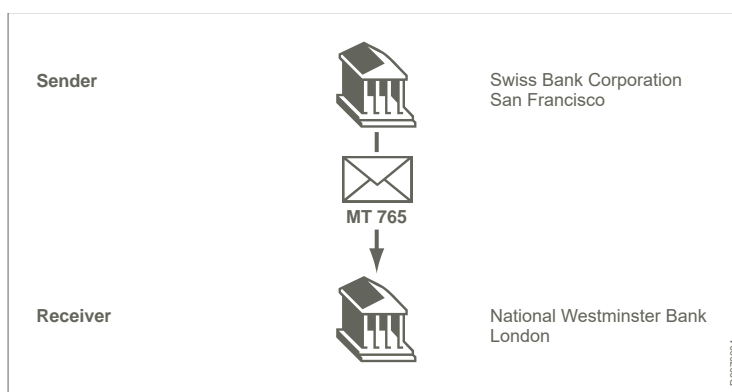 Sender
Swiss Bank Corporation
San Francisco
MT 765
Receiver
National Westminster Bank
London